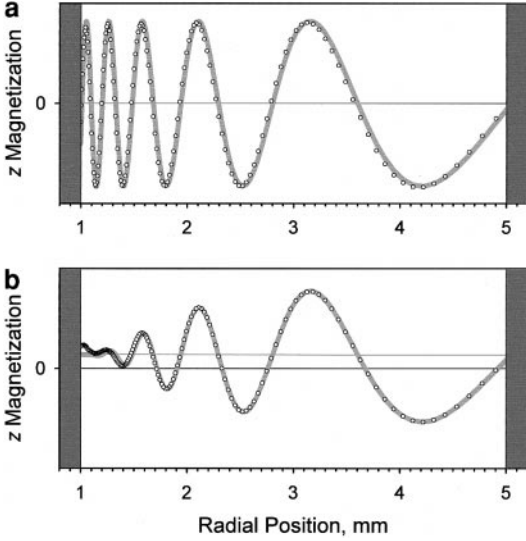 a
z Magnetization
0
1 2 3 4 5
b
z Magnetization
0
1 2 3 4 5
Radial Position, mm